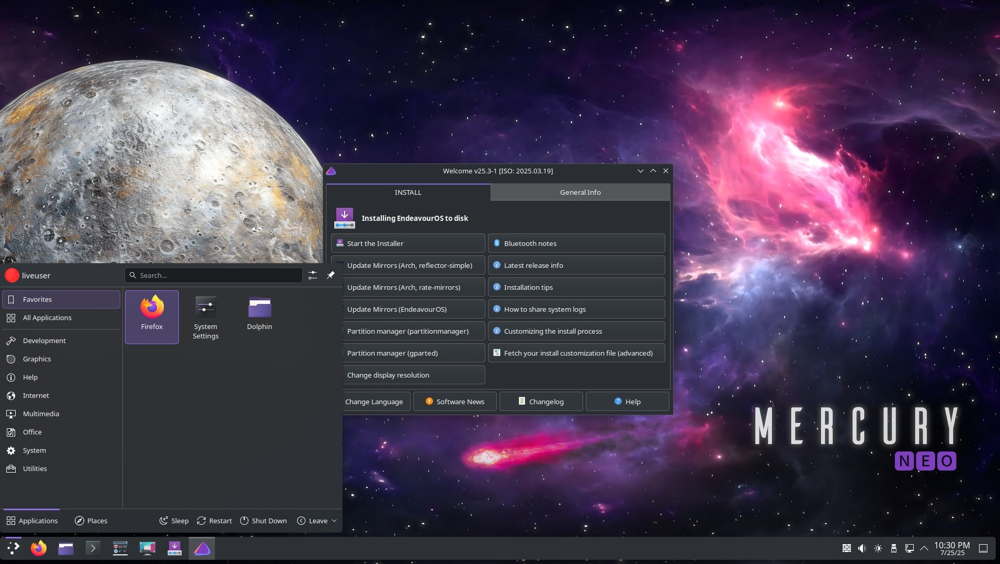 Welcome v25.3-1 [ISO: 2025.03.19]
INSTALL
General Info
Installing EndeavourOS to disk
Start the Installer
Bluetooth notes
Update Mirrors (Arch, reflector-simple)
Latest release info
Update Mirrors (Arch, rate-mirrors)
Installation tips
Update Mirrors (EndeavourOS)
How to share system logs
Partition manager (partitionmanager)
Customizing the install process
Partition manager (gparted)
Fetch your install customization file (advanced)
Change display resolution
Change Language
Software News
Changelog
Help
liveuser
Search...
Favorites
All Applications
Development
Graphics
Help
Internet
Multimedia
Office
System
Utilities
Firefox
System
Settings
Dolphin
Applications
Places
Sleep
Restart
Shut Down
Leave
MERCURY
NEO
10:30 PM
7/25/25